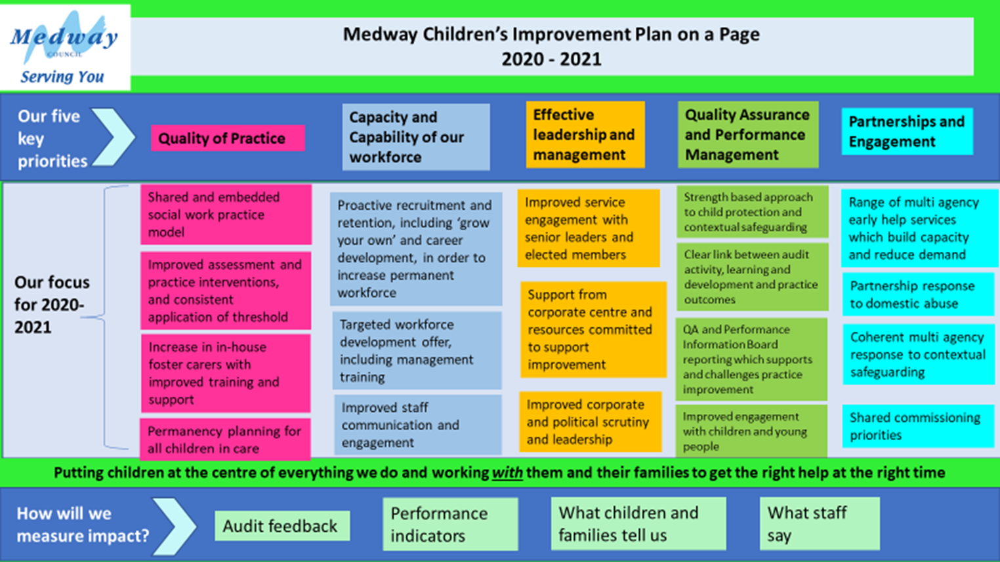 Medway
COUNCIL
Serving You
Medway Children's Improvement Plan on a Page
2020 - 2021
Our five
key
priorities
Quality of Practice
Capacity and
Capability of our
workforce
Effective
leadership and
management
Quality Assurance
and Performance
Management
Partnerships and
Engagement
Our focus
for 2020-
2021
Shared and embedded
social work practice
model
Improved assessment and
practice interventions,
and consistent
application of threshold
Increase in in-house
foster carers with
improved training and
support
Permanency planning for
all children in care
Proactive recruitment and
retention, including 'grow
your own' and career
development, in order to
increase permanent
workforce
Targeted workforce
development offer,
including management
training
Improved staff
communication and
engagement
Improved service
engagement with
senior leaders and
elected members
Support from
corporate centre and
resources committed
to support
improvement
Improved corporate
and political scrutiny
and leadership
Strength based approach
to child protection and
contextual safeguarding
Clear link between audit
activity, learning and
development and practice
outcomes
QA and Performance
Information Board
reporting which supports
and challenges practice
improvement
Improved engagement
with children and young
people
Range of multi agency
early help services
which build capacity
and reduce demand
Partnership response
to domestic abuse
Coherent multi agency
response to contextual
safeguarding
Shared commissioning
priorities
Putting children at the centre of everything we do and working with them and their families to get the right help at the right time
How will we
measure impact?
Audit feedback
Performance
indicators
What children and
families tell us
What staff
say